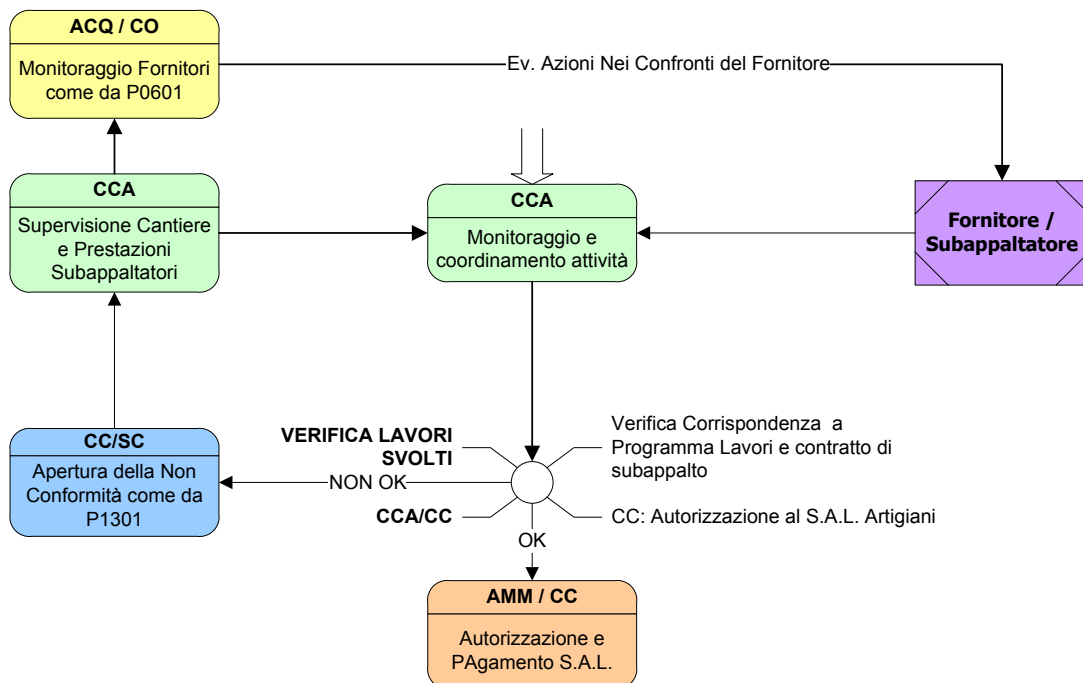 ACQ / CO
Monitoraggio Fornitori
come da P0601
Ev. Azioni Nei Confronti del Fornitore
CCA
Supervisione Cantiere
e Prestazioni
Subappaltatori
CCA
Monitoraggio e
coordinamento attività
Fornitore /
Subappaltatore
VERIFICA LAVORI
SVOLTI
Verifica Corrispondenza a
Programma Lavori e contratto di
subappalto
CC/SC
Apertura della Non
Conformità come da
P1301
NON OK
CCA/CC
CC: Autorizzazione al S.A.L. Artigiani
OK
AMM / CC
Autorizzazione e
PAgamento S.A.L.